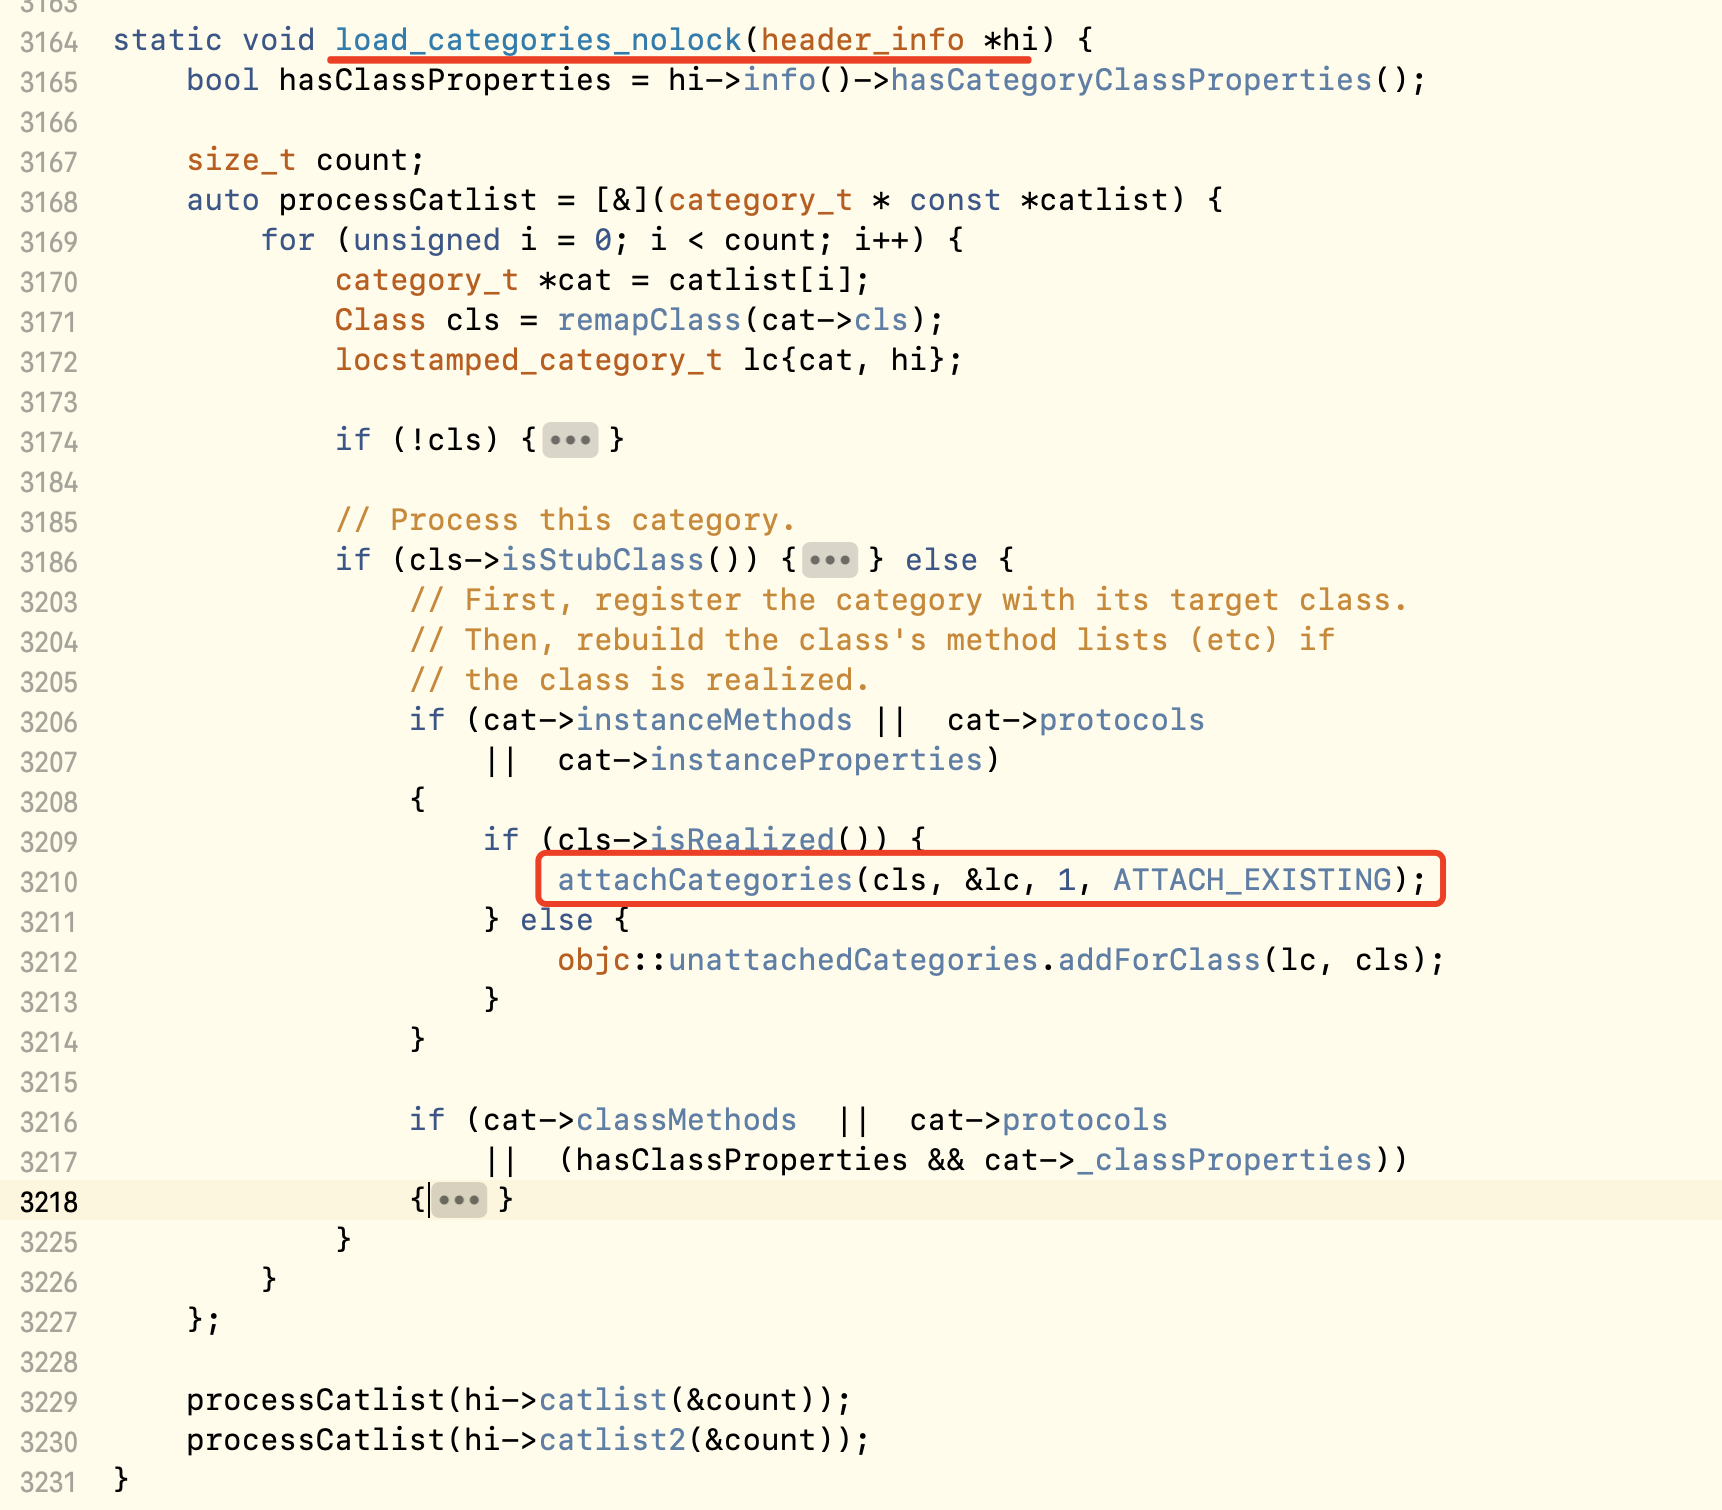 3163
3164 static void load_categories_nolock(header_info *hi) {
3165     bool hasClassProperties = hi->info()->hasCategoryClassProperties();
3166
3167     size_t count;
3168     auto processCatlist = [&](category_t * const *catlist) {
3169         for (unsigned i = 0; i < count; i++) {
3170             category_t *cat = catlist[i];
3171             Class cls = remapClass(cat->cls);
3172             locstamped_category_t lc{cat, hi};
3173
3174             if (!cls) {••• }
3184
3185             // Process this category.
3186             if (cls->isStubClass()) {••• } else {
3203                 // First, register the category with its target class.
3204                 // Then, rebuild the class's method lists (etc) if
3205                 // the class is realized.
3206                 if (cat->instanceMethods ||  cat->protocols
3207                     ||  cat->instanceProperties)
3208                 {
3209                     if (cls->isRealized()) {
3210                         attachCategories(cls, &lc, 1, ATTACH_EXISTING);
3211                     } else {
3212                         objc::unattachedCategories.addForClass(lc, cls);
3213                     }
3214                 }
3215
3216                 if (cat->classMethods  ||  cat->protocols
3217                     ||  (hasClassProperties && cat->_classProperties))
3218                 {••• }
3225             }
3226         }
3227     };
3228
3229     processCatlist(hi->catlist(&count));
3230     processCatlist(hi->catlist2(&count));
3231 }